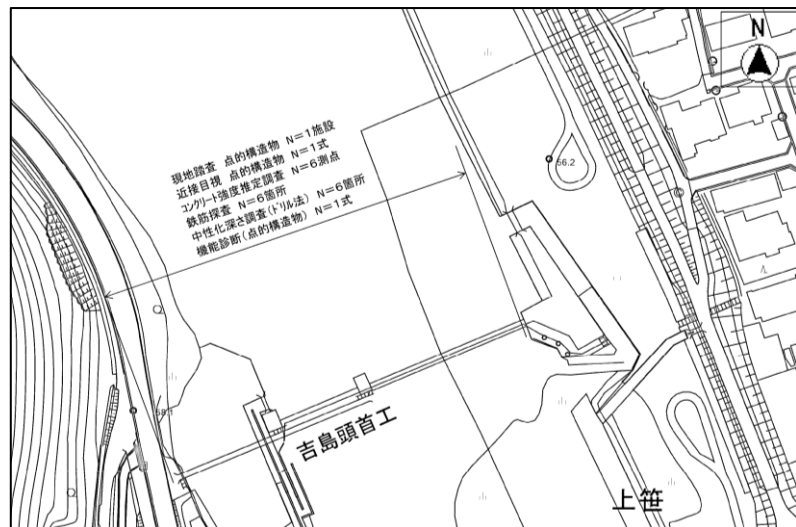 N
56.2
現地踏査 点的構造物 N=1施設
近接目視 点的構造物 N=1式
コンクリート強度推定調査 N=6測点
鉄筋探査 N=6箇所
中性化深さ調査(ドリル法) N=6箇所
機能診断(点的構造物) N=1式
吉島頭首工
上笹